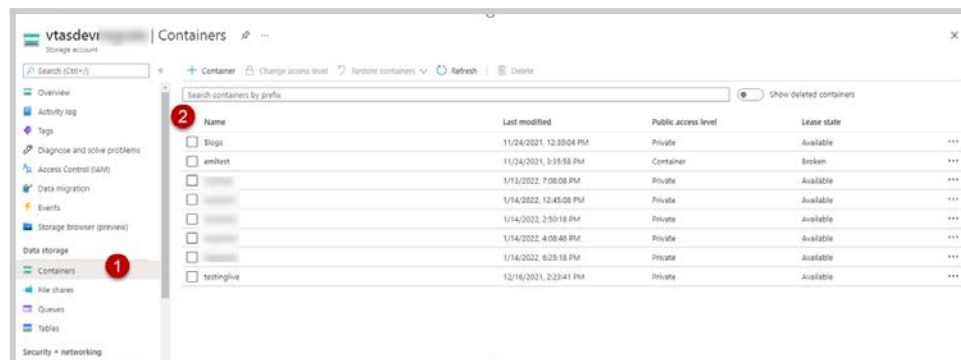 vtasdev | Containers
Storage account
Search (Ctrl+/)
Overview
Activity log
Tags
Diagnose and solve problems
Access Control (IAM)
Data migration
Events
Storage browser (preview)
Data storage
Containers 1
File shares
Queues
Tables
Security + networking
+ Container Change access level Restore containers Refresh Delete
Search containers by prefix Show deleted containers
2 Name Last modified Public access level Lease state
$logs 11/24/2021, 12:30:04 PM Private Available
emltest 11/24/2021, 3:35:58 PM Container Broken
1/13/2022, 7:08:08 PM Private Available
1/14/2022, 12:45:08 PM Private Available
1/14/2022, 2:50:18 PM Private Available
1/14/2022, 4:08:46 PM Private Available
1/14/2022, 6:25:18 PM Private Available
testinglive 12/16/2021, 2:23:41 PM Private Available